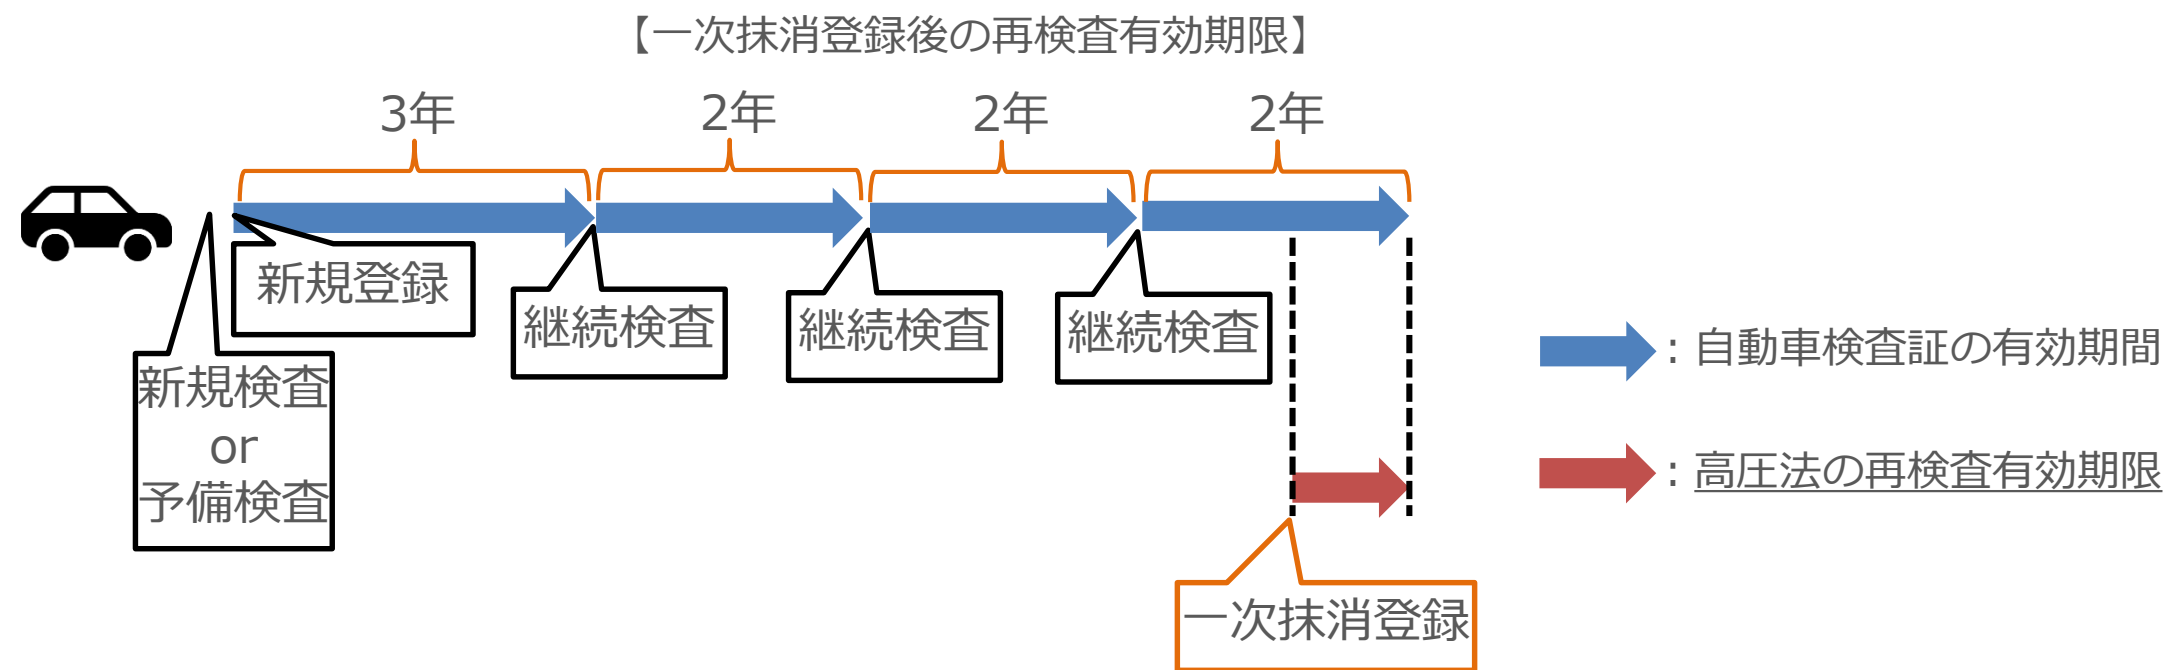 【一次抹消登録後の再検査有効期限】
3年
2年
2年
2年
新規登録
継続検査
継続検査
継続検査
新規検査
or
予備検査
：自動車検査証の有効期間
：高圧法の再検査有効期限
一次抹消登録